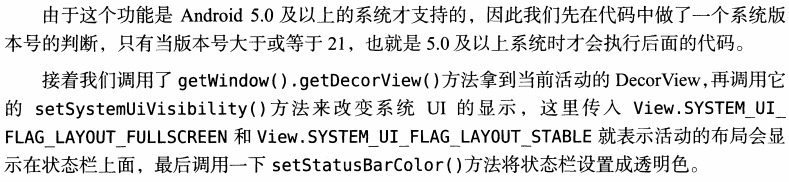 由于这个功能是 Android 5.0 及以上的系统才支持的，因此我们先在代码中做了一个系统版
本号的判断，只有当版本号大于或等于 21，也就是 5.0 及以上系统时才会执行后面的代码。
接着我们调用了 getWindow().getDecorView()方法拿到当前活动的 DecorView，再调用它
的 setSystemUiVisibility()方法来改变系统 UI 的显示，这里传入 View.SYSTEM_UI_
FLAG_LAYOUT_FULLSCREEN 和 View.SYSTEM_UI_FLAG_LAYOUT_STABLE 就表示活动的布局会显
示在状态栏上面，最后调用一下 setStatusBarColor()方法将状态栏设置成透明色。